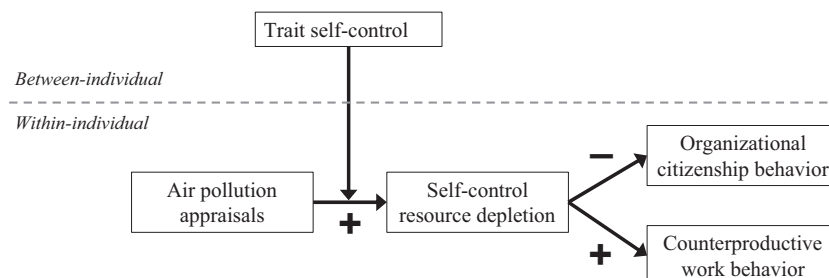 Trait self-control
Between-individual
Within-individual
Air pollution
appraisals
+
Self-control
resource depletion
−
Organizational
citizenship behavior
+
Counterproductive
work behavior